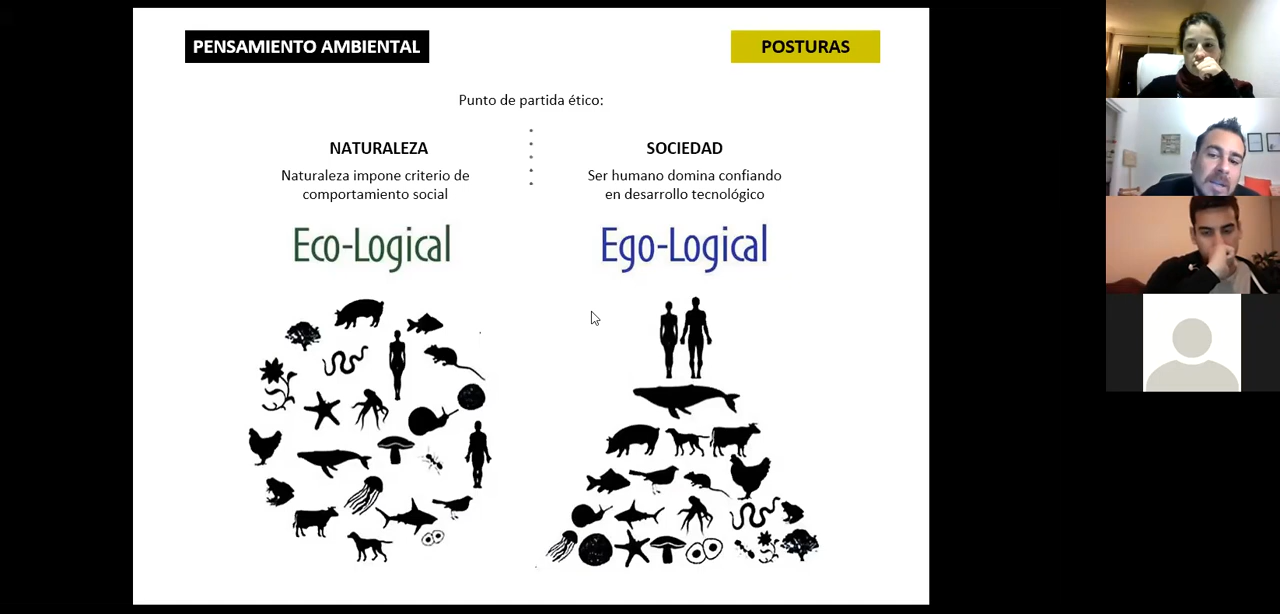 PENSAMIENTO AMBIENTAL
POSTURAS
Punto de partida ético:
NATURALEZA
Naturaleza impone criterio de
comportamiento social
Eco-Logical
SOCIEDAD
Ser humano domina confiando
en desarrollo tecnológico
Ego-Logical